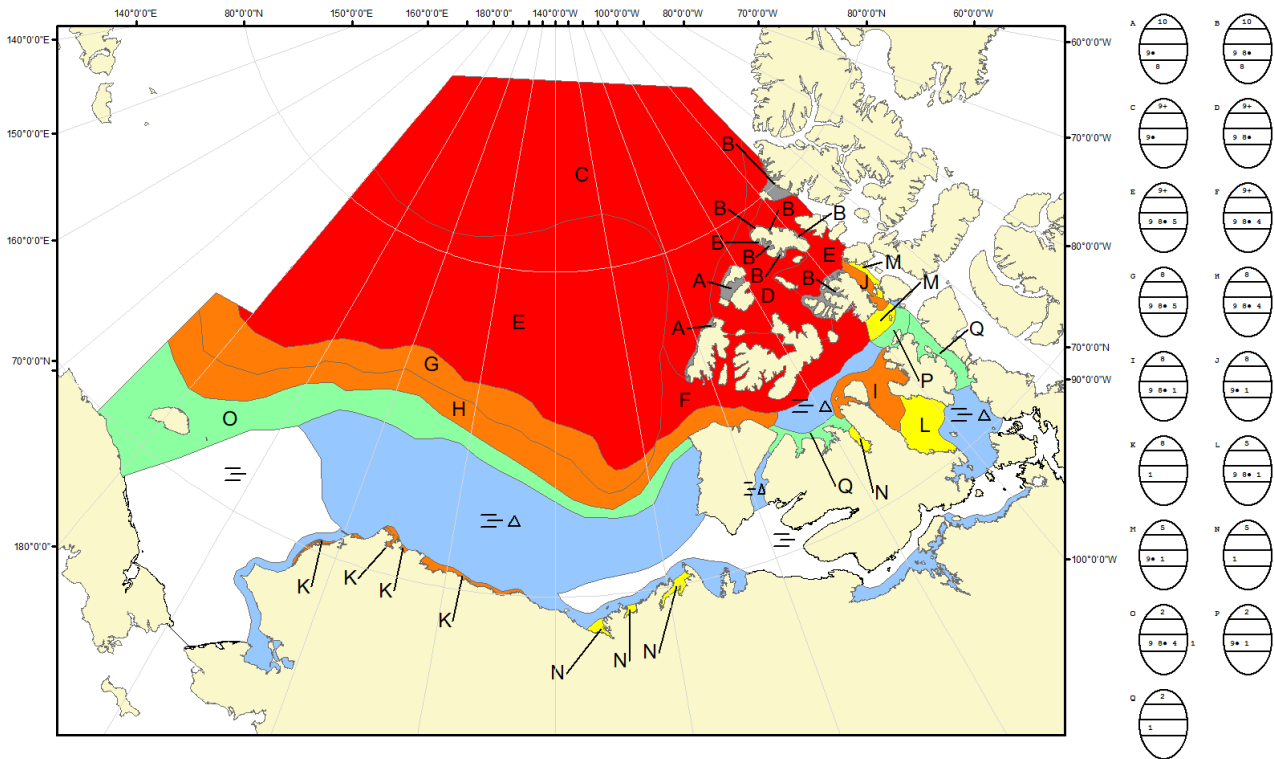 140°0'0"E 80°0'0"N 150°0'0"E 160°0'0"E 180°0'0" 140°0'0"W 100°0'0"W 80°0'0"W 70°0'0"W 80°0'0"N 60°0'0"W
140°0'0"E
60°0'0"W
150°0'0"E
70°0'0"W
160°0'0"E
80°0'0"W
70°0'0"N
70°0'0"N
90°0'0"W
180°0'0"
100°0'0"W
B
C
B B B
B
B
E M
A B D B J M
E
A
Q
G
P
F I
H
O L
Q N
K K K
K
N N N
A 10
9•
8
B 10
9 8•
8
C 9+
9•
D 9+
9 8•
E 9+
9 8• 5
F 9+
9 8• 4
G 8
9 8• 5
H 8
9 8• 4
I 8
9 8• 1
J 8
9• 1
K 8
1
L 5
9 8• 1
M 5
9• 1
N 5
1
O 2
9 8• 4 1
P 2
9• 1
Q 2
1